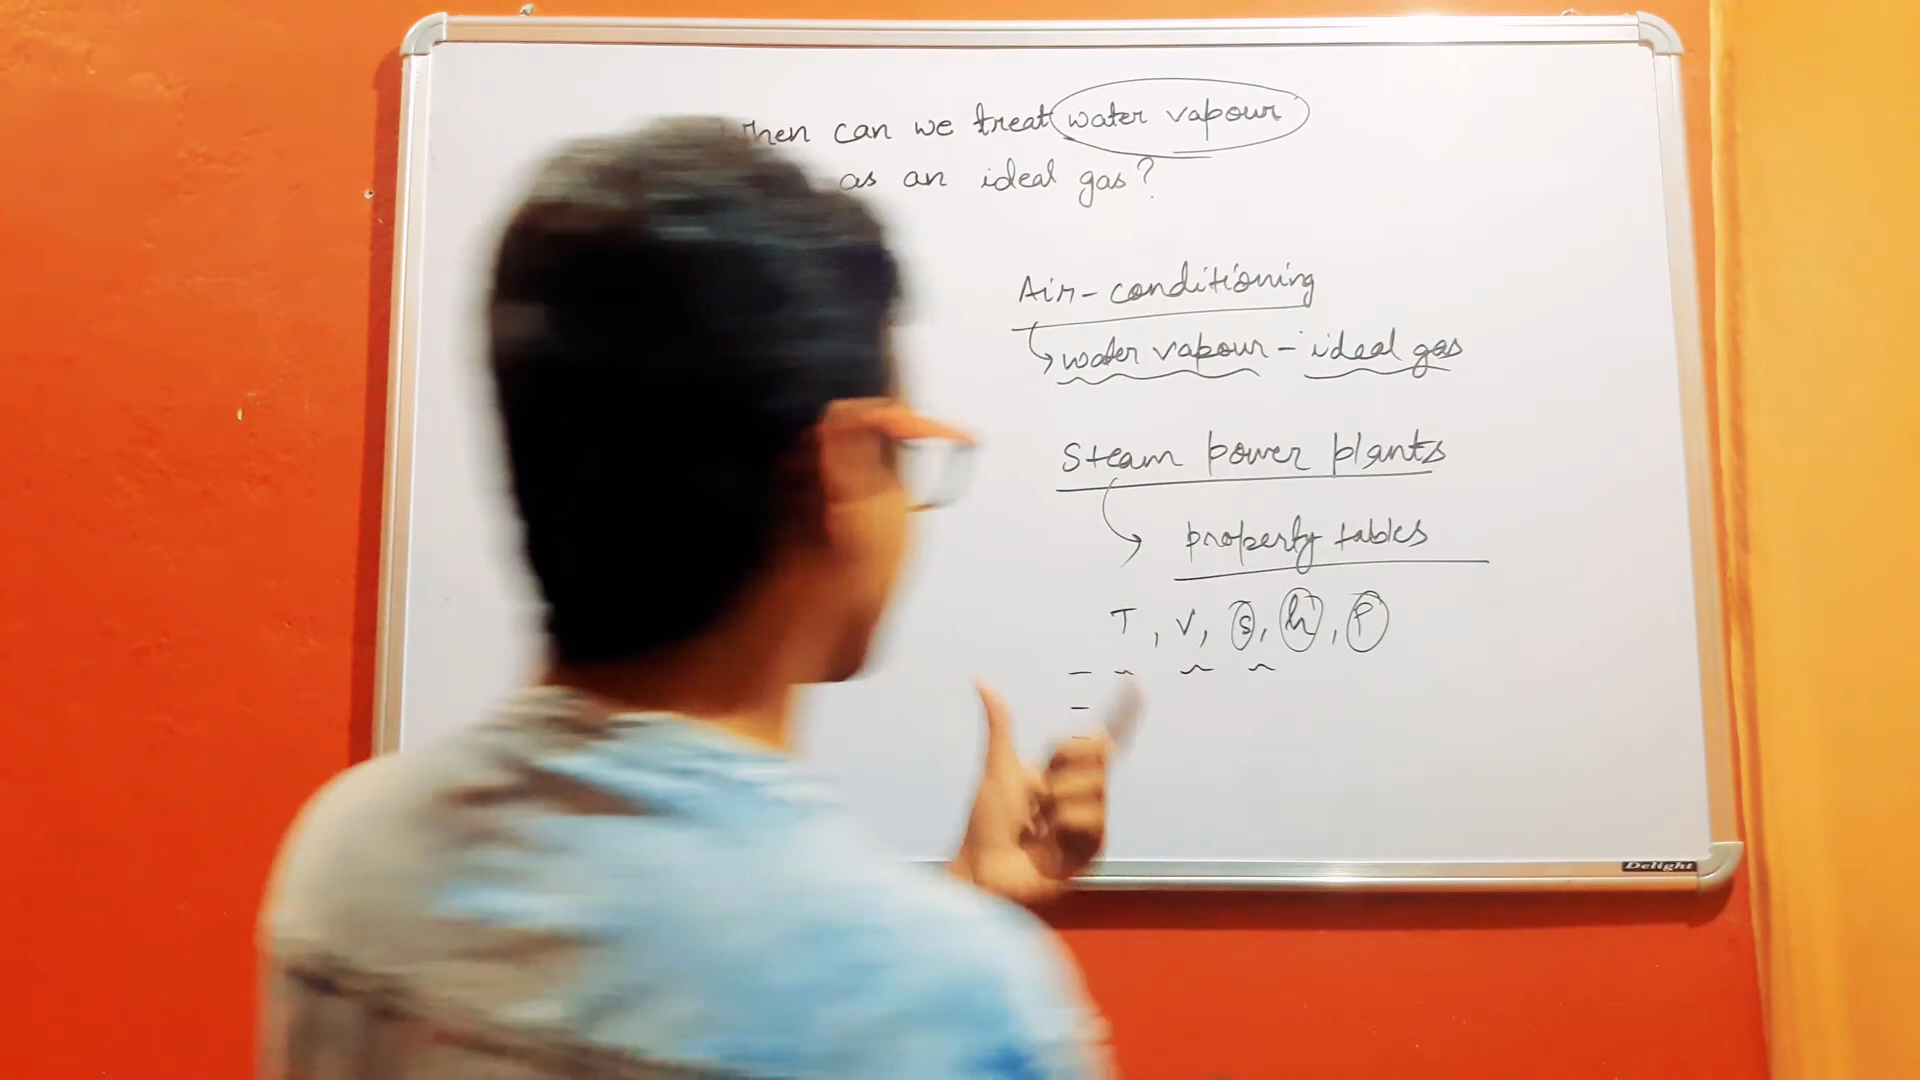 hen can we treat water vapour
as an ideal gas?
Air-conditioning
water vapour - ideal gas
Steam power plants
property tables
T, v, s, h, p
Delight